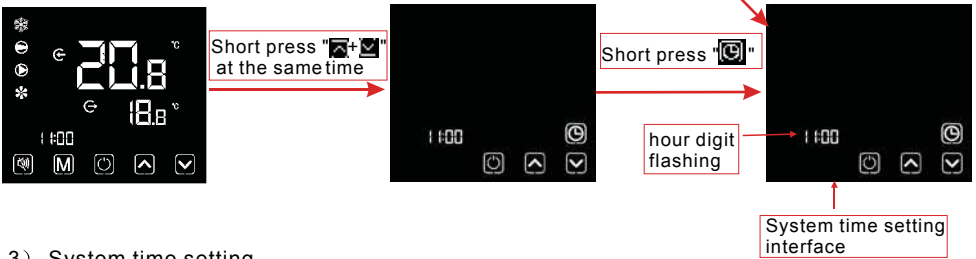 20.8 ℃
18.8 ℃
11:00
M
Short press " + "
at the same time
11:00
Short press " "
hour digit
flashing
11:00
System time setting
interface
3） System time setting